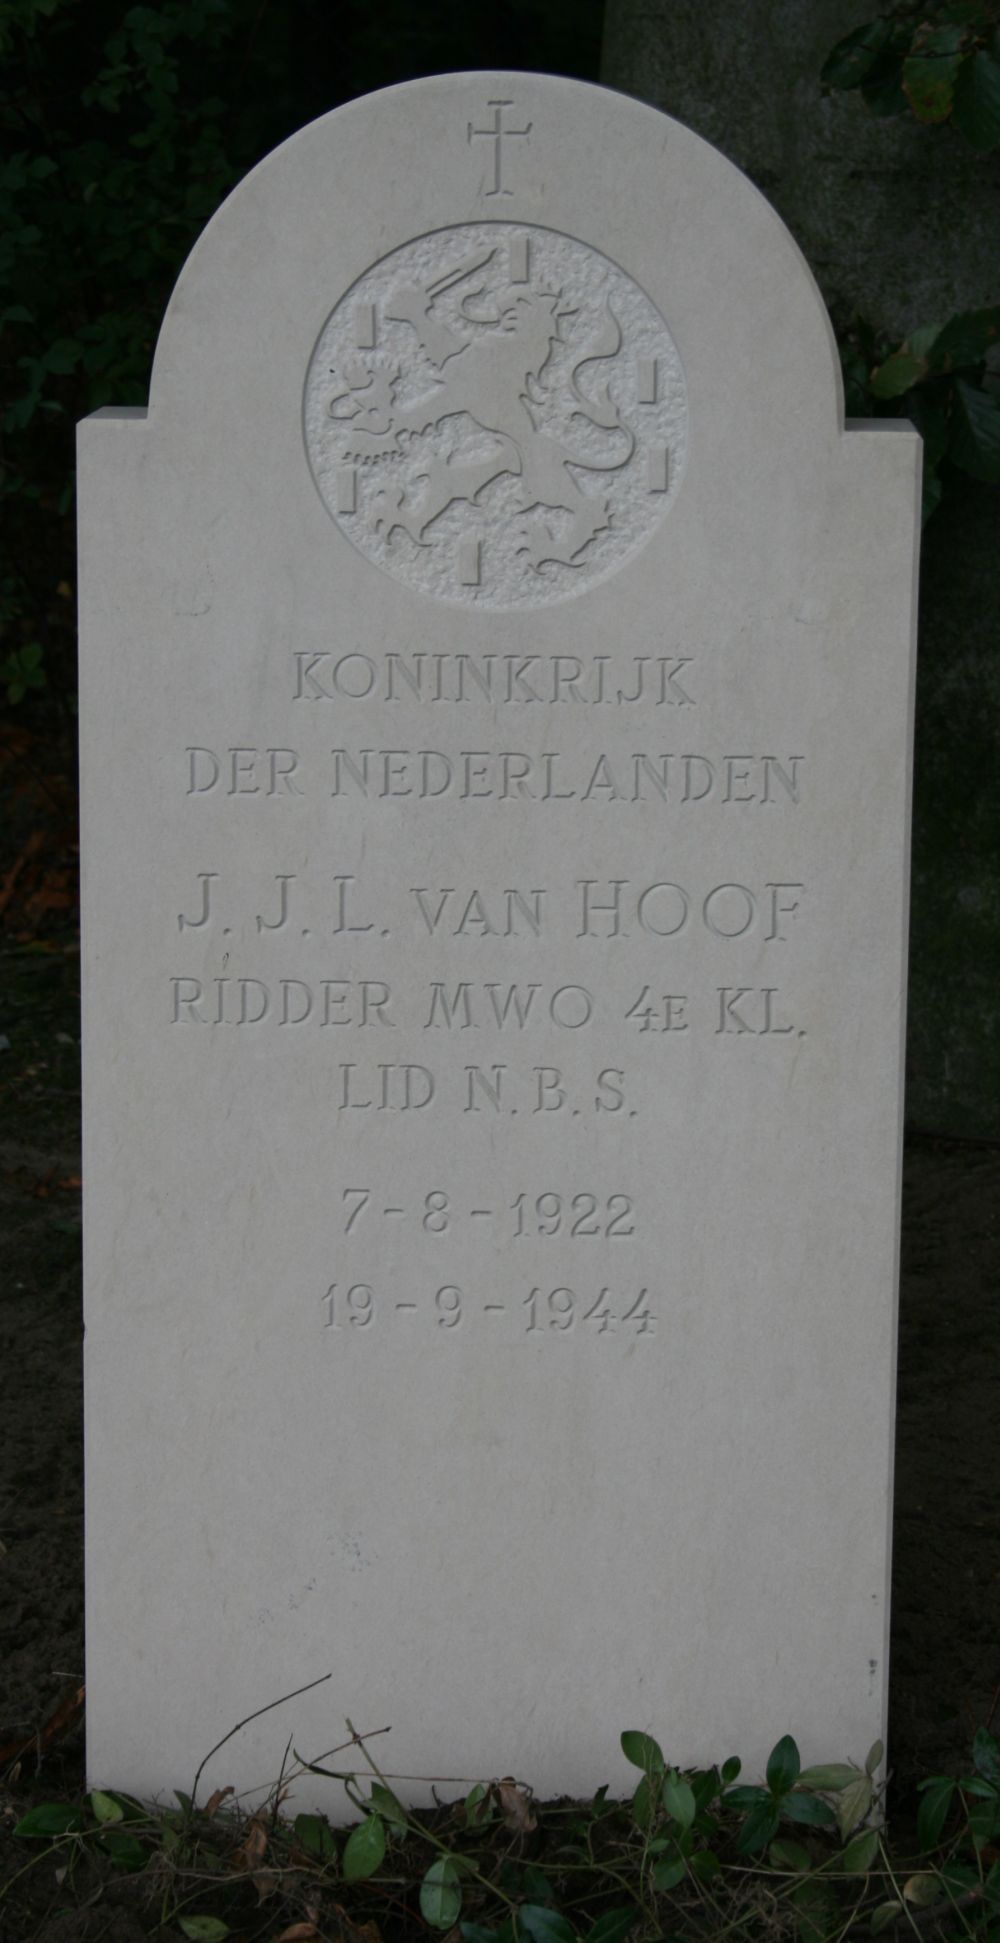 KONINKRIJK
DER NEDERLANDEN
J. J. L. VAN HOOF
RIDDER MWO 4E KL.
LID N.B.S.
7-8-1922
19-9-1944